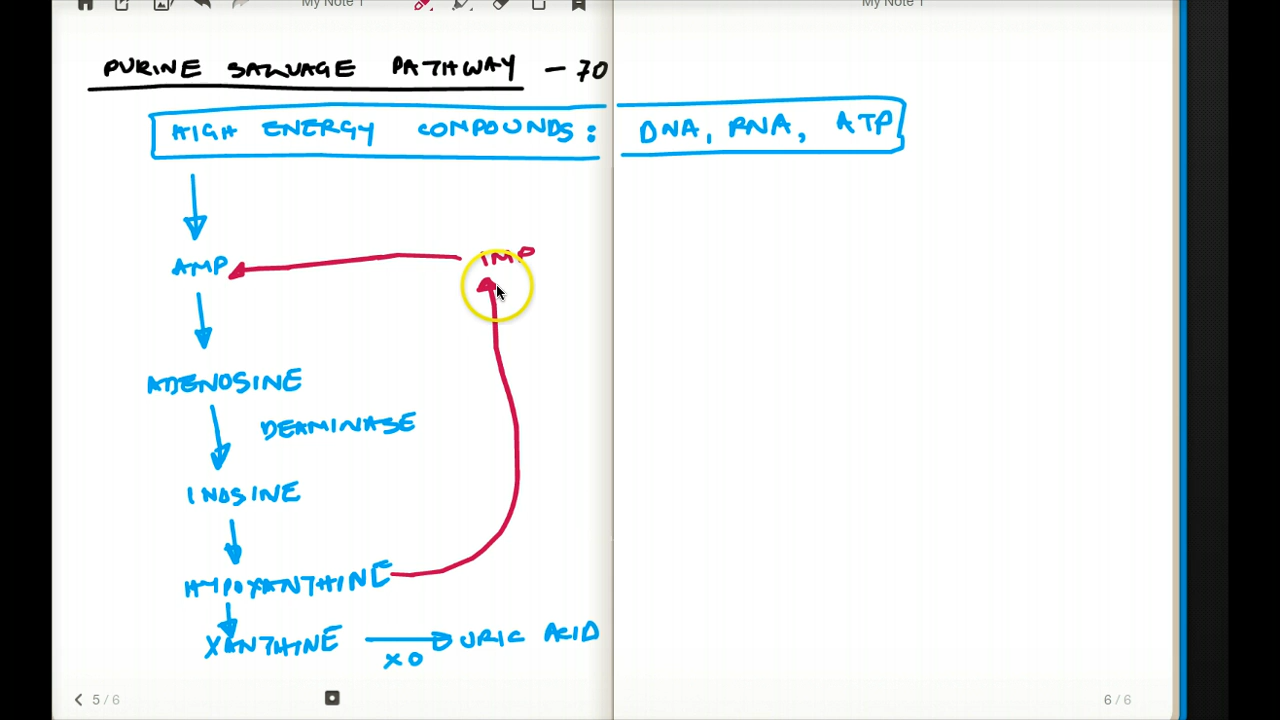 My Note 1
My Note 1
PURINE SALVAGE PATHWAY - 70
HIGH ENERGY COMPOUNDS: DNA, RNA, ATP
AMP
IMP
ADENOSINE
DEAMINASE
INOSINE
HYPOXANTHINE
XANTHINE
XO
URIC ACID
5 / 6
6 / 6